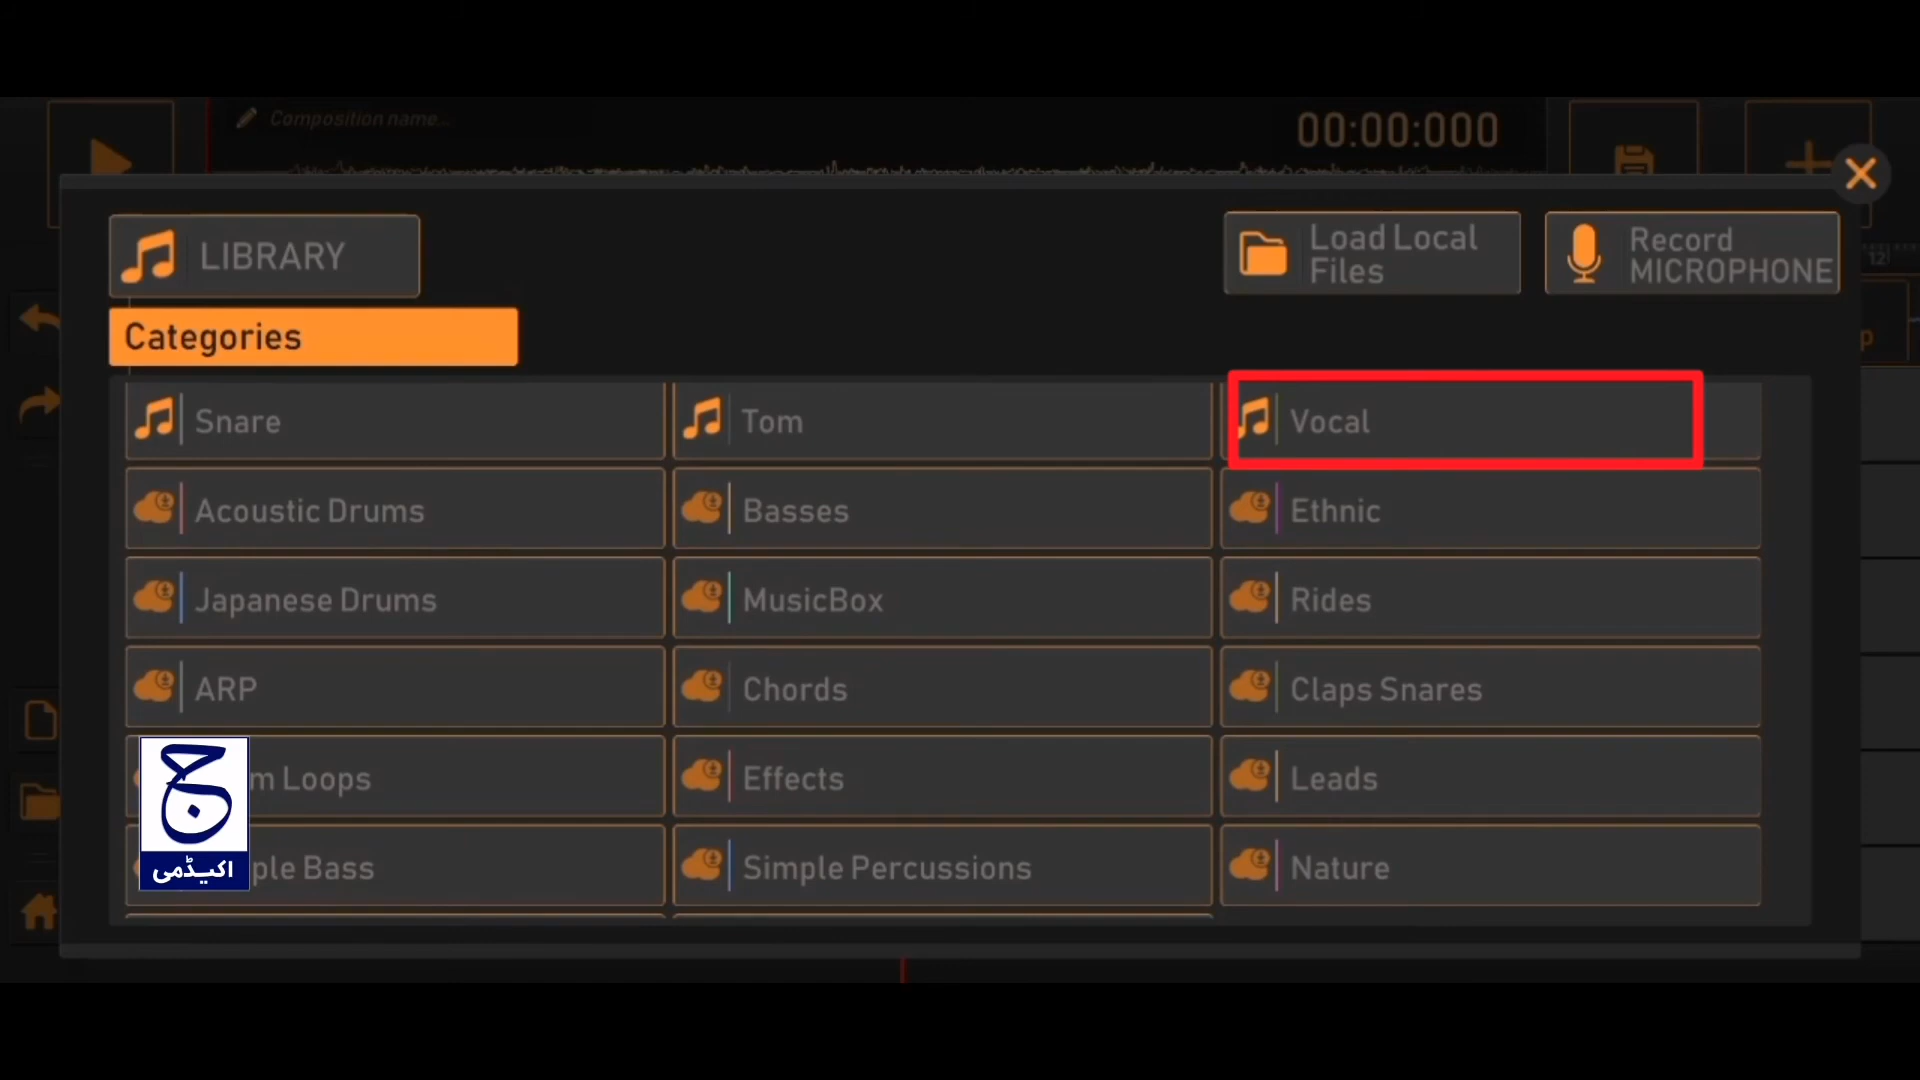 Composition name...
00:00:000
LIBRARY
Load Local
Files
Record
MICROPHONE
12
Categories
p
Snare
Tom
Vocal
Acoustic Drums
Basses
Ethnic
Japanese Drums
MusicBox
Rides
ARP
Chords
Claps Snares
m Loops
Effects
Leads
ple Bass
Simple Percussions
Nature
ج
اکیڈمی